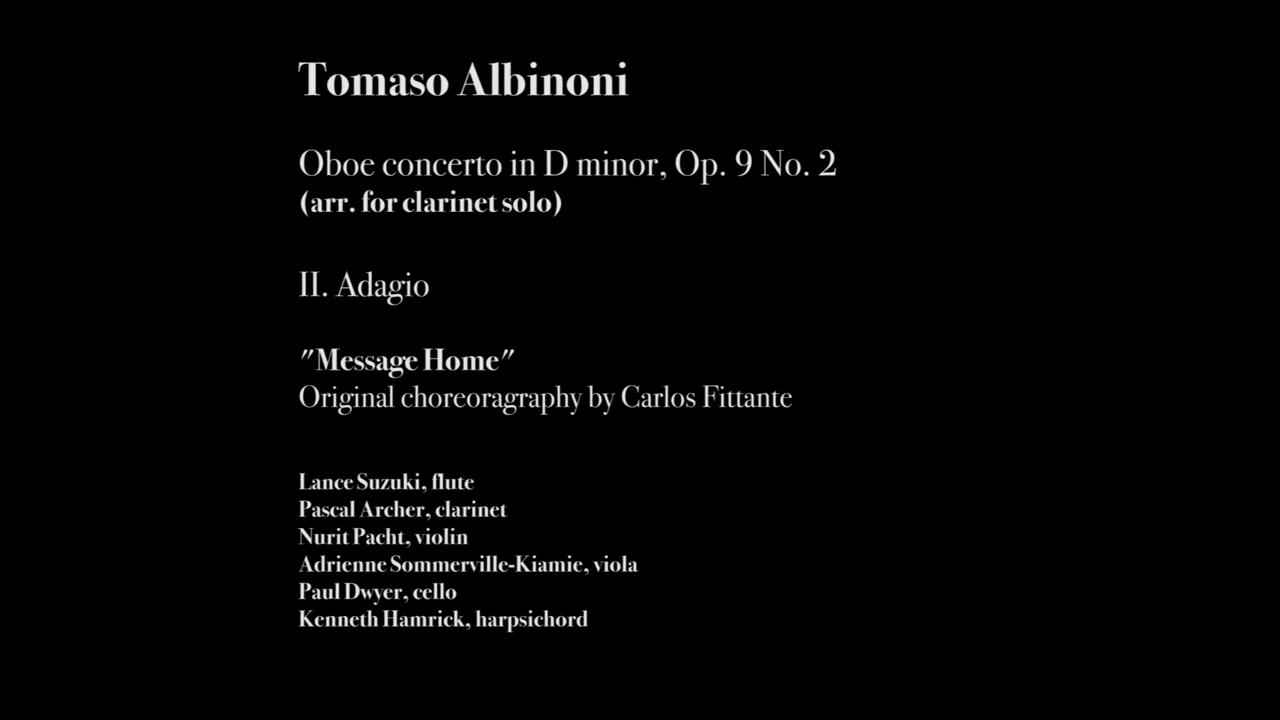 Tomaso Albinoni
Oboe concerto in D minor, Op. 9 No. 2
(arr. for clarinet solo)
II. Adagio
"Message Home"
Original choreoragraphy by Carlos Fittante
Lance Suzuki, flute
Pascal Archer, clarinet
Nurit Pacht, violin
Adrienne Sommerville-Kiamie, viola
Paul Dwyer, cello
Kenneth Hamrick, harpsichord